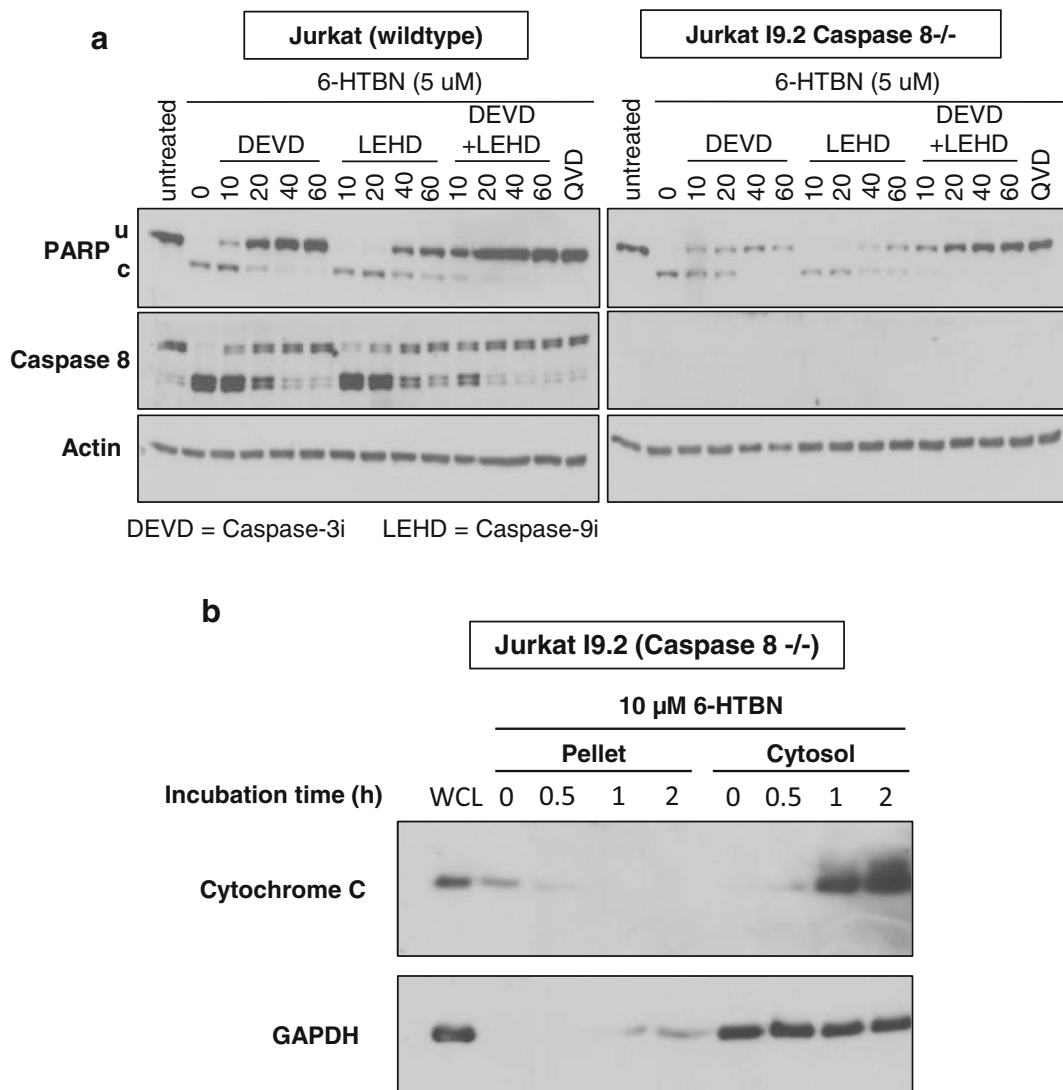 a
Jurkat (wildtype)
Jurkat I9.2 Caspase 8-/-
6-HTBN (5 uM)
6-HTBN (5 uM)
untreated
DEVD
LEHD
DEVD
+LEHD
untreated
DEVD
LEHD
DEVD
+LEHD
0 10 20 40 60 10 20 40 60 10 20 40 60 QVD
0 10 20 40 60 10 20 40 60 10 20 40 60 QVD
PARP u
c
Caspase 8
Actin
DEVD = Caspase-3i LEHD = Caspase-9i
b
Jurkat I9.2 (Caspase 8 -/-)
10 µM 6-HTBN
Pellet Cytosol
Incubation time (h) WCL 0 0.5 1 2 0 0.5 1 2
Cytochrome C
GAPDH